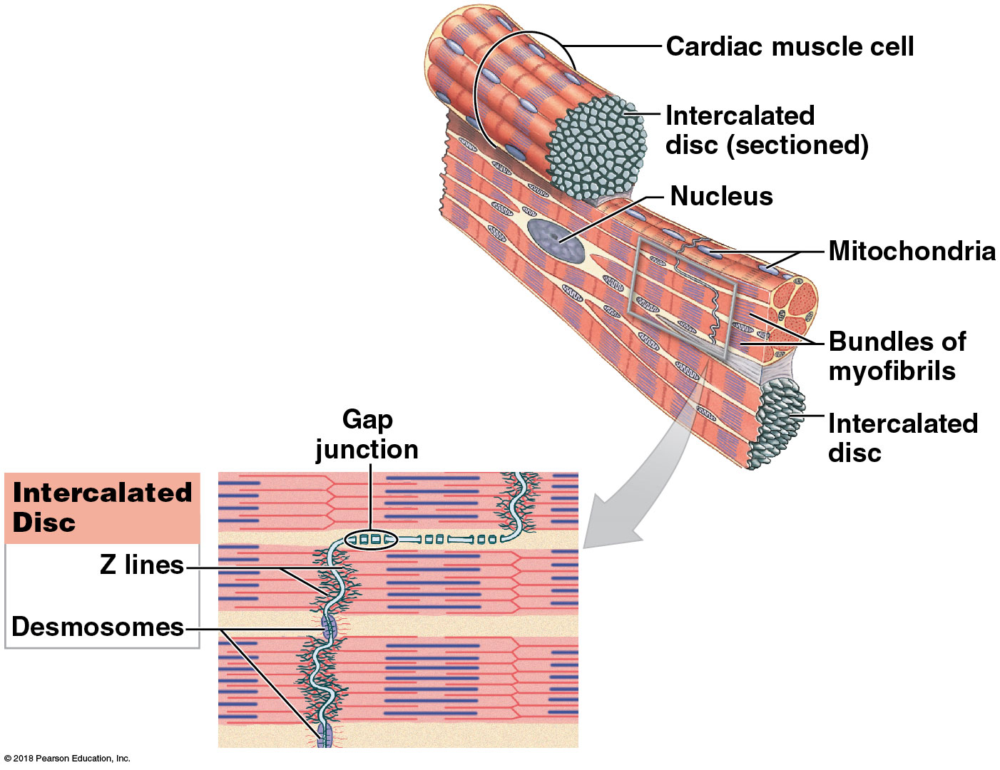 Cardiac muscle cell
Intercalated
disc (sectioned)
Nucleus
Mitochondria
Bundles of
myofibrils
Intercalated
disc
Gap
junction
Intercalated
Disc
Z lines
Desmosomes
© 2018 Pearson Education, Inc.